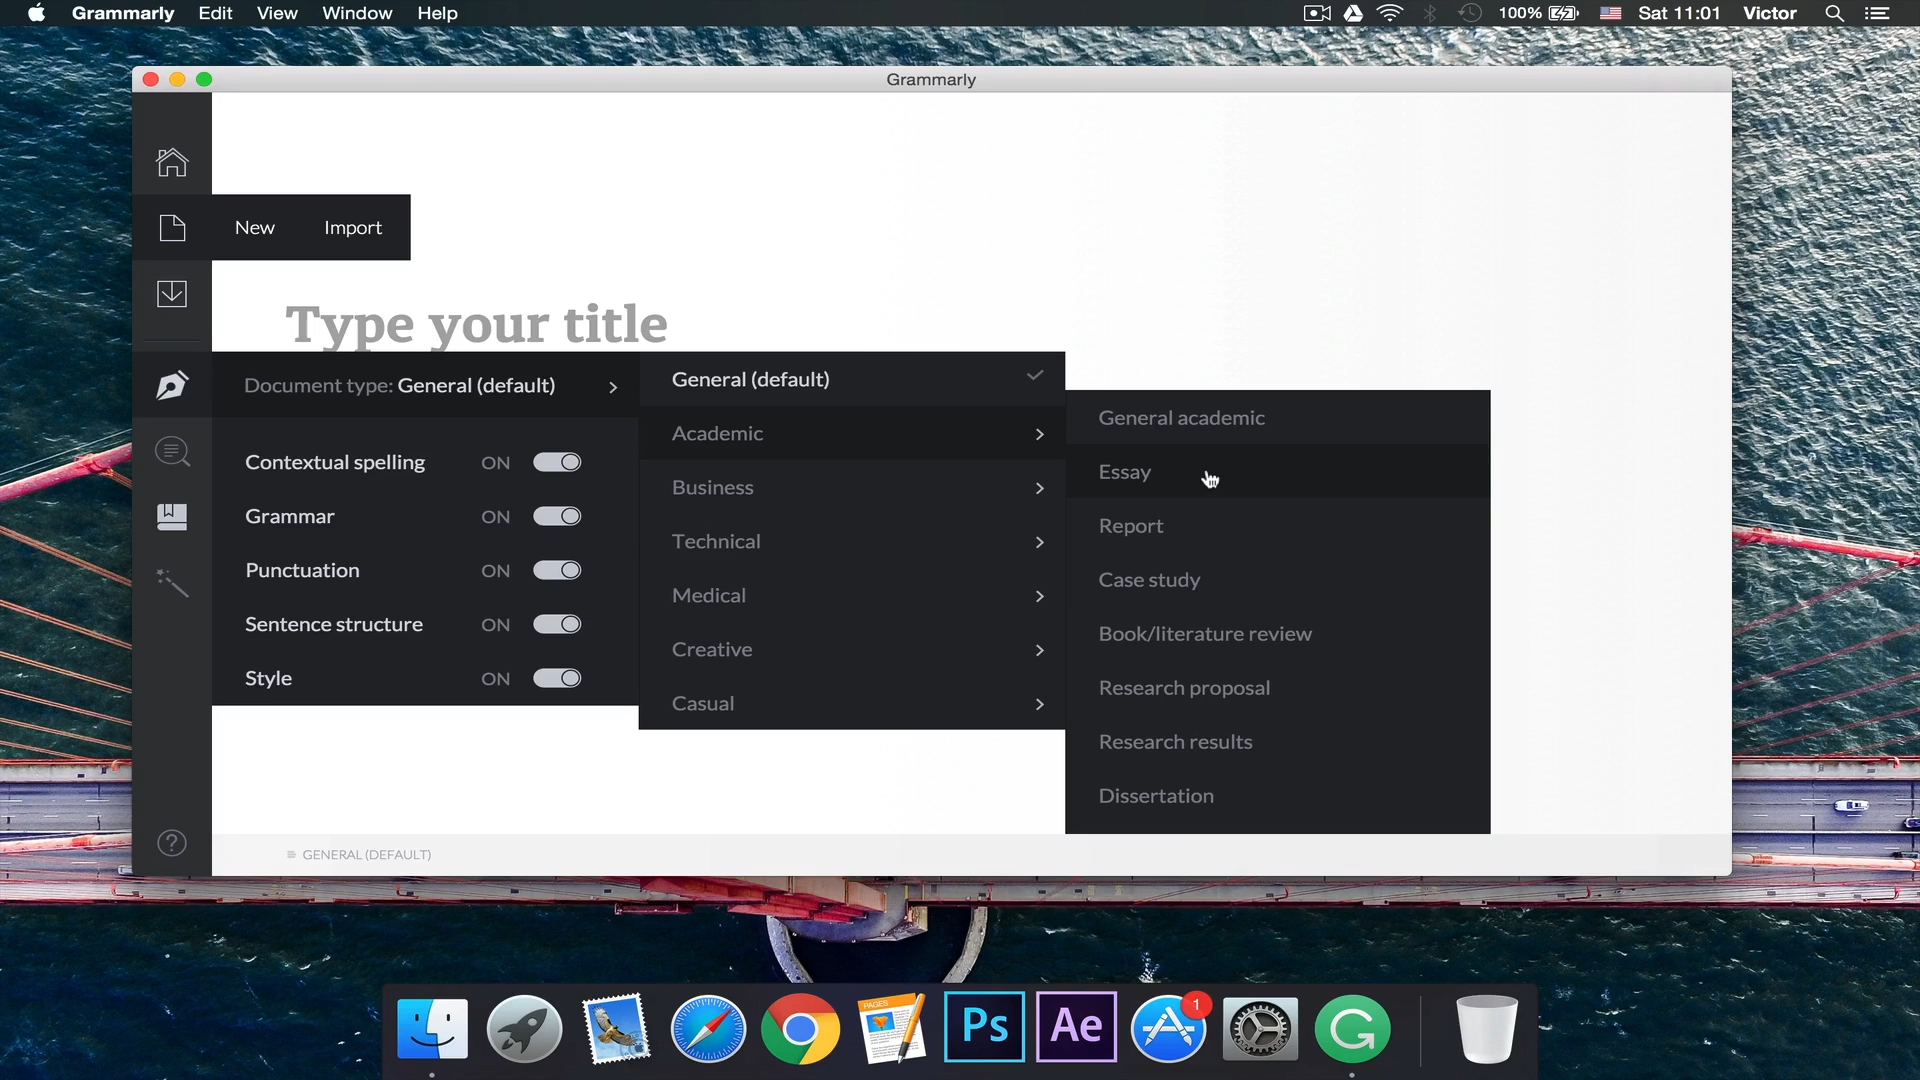 Grammarly Edit View Window Help 100% Sat 11:01 Victor
Grammarly
New Import
Type your title
Document type: General (default)
Contextual spelling ON
Grammar ON
Punctuation ON
Sentence structure ON
Style ON
General (default)
Academic
Business
Technical
Medical
Creative
Casual
General academic
Essay
Report
Case study
Book/literature review
Research proposal
Research results
Dissertation
GENERAL (DEFAULT)
PAGES
Ps
Ae
1